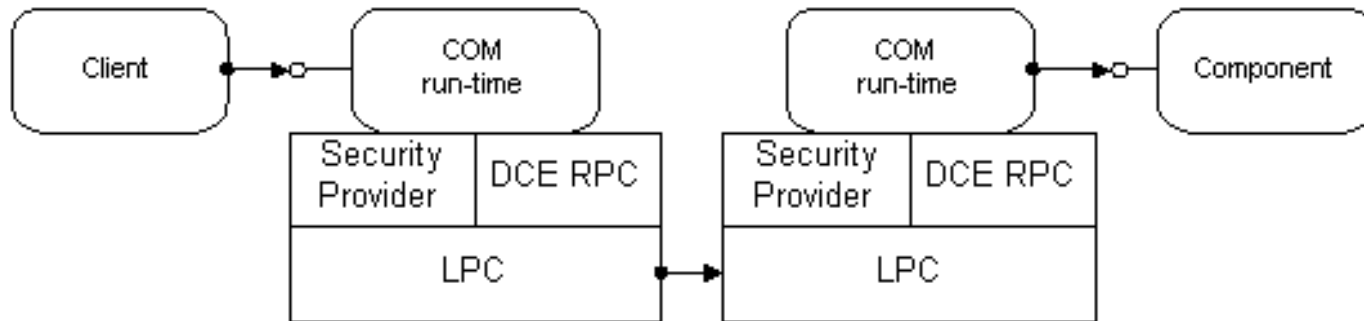 Client
COM
run-time
COM
run-time
Component
Security
Provider
DCE RPC
Security
Provider
DCE RPC
LPC
LPC